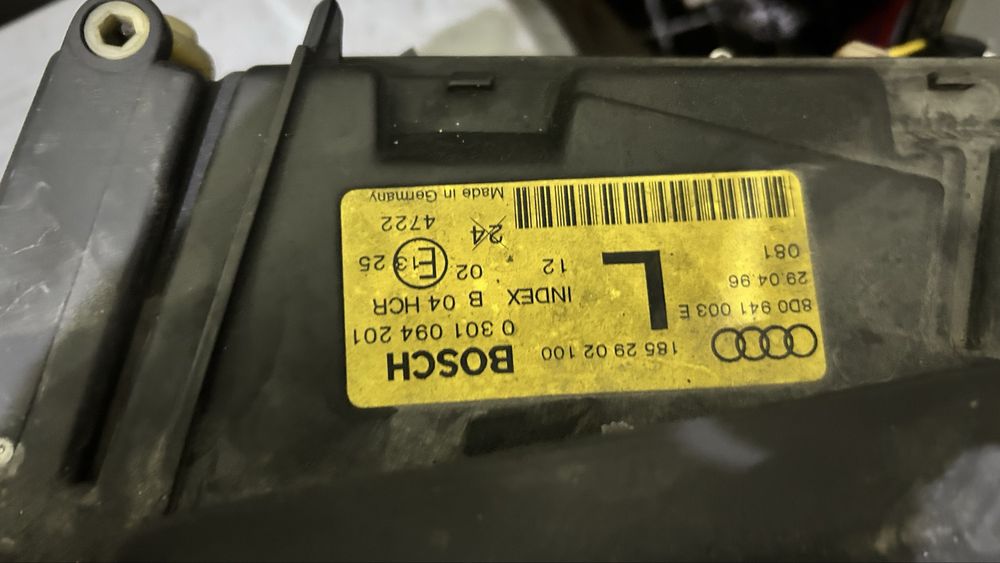 185 29 02 100 BOSCH
8D0 941 003 E L 0 301 094 201
29.04.96 INDEX B 04 HCR
081 12 02 E13 25
24 4722
Made in Germany